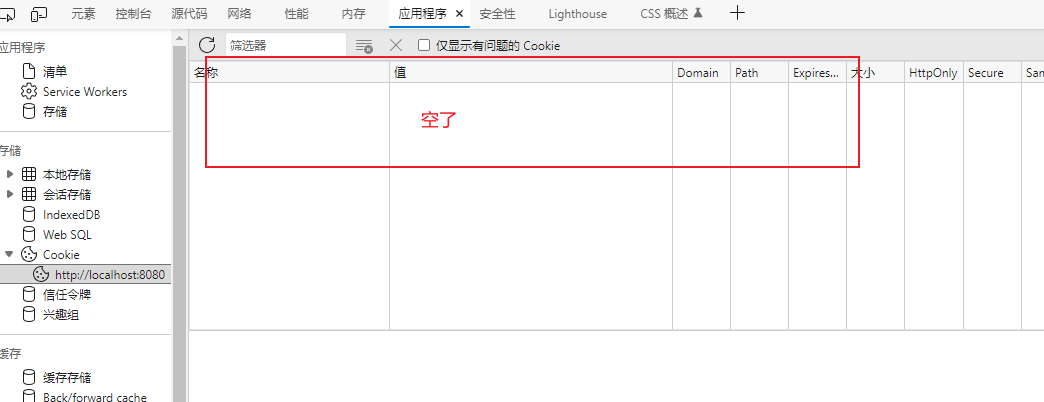 元素 控制台 源代码 网络 性能 内存 应用程序 安全性 Lighthouse CSS 概述
应用程序
清单
Service Workers
存储
存储
本地存储
会话存储
IndexedDB
Web SQL
Cookie
http://localhost:8080
信任令牌
兴趣组
缓存
缓存存储
Back/forward cache
筛选器 仅显示有问题的 Cookie
名称 值 Domain Path Expires... 大小 HttpOnly Secure Sam
空了